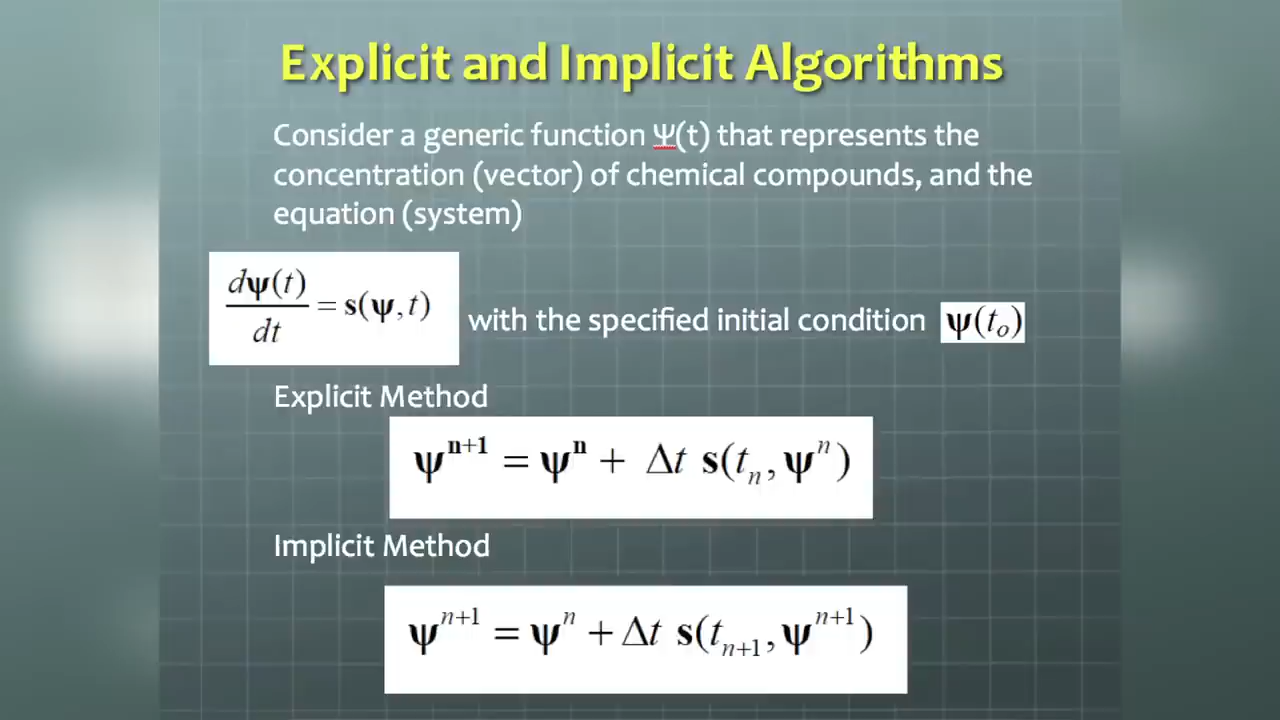 Explicit and Implicit Algorithms
Consider a generic function Ψ(t) that represents the
concentration (vector) of chemical compounds, and the
equation (system)
dψ(t)/dt = s(ψ,t) with the specified initial condition ψ(tₒ)
Explicit Method
ψⁿ⁺¹ = ψⁿ + Δt s(tₙ, ψⁿ)
Implicit Method
ψⁿ⁺¹ = ψⁿ + Δt s(tₙ₊₁, ψⁿ⁺¹)